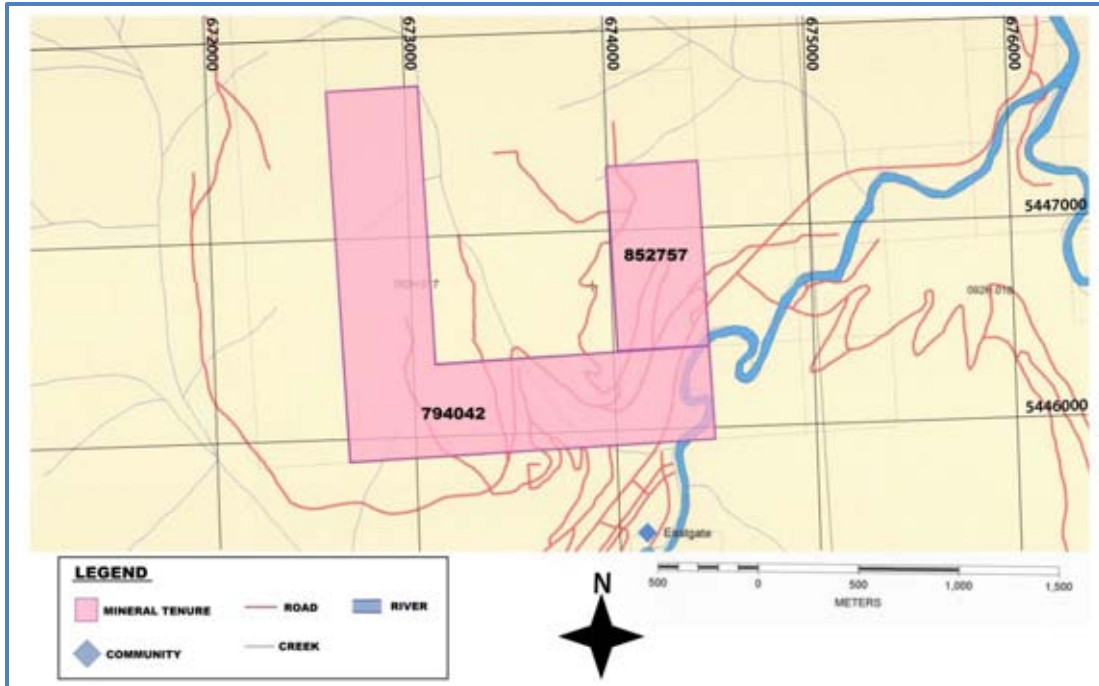 672000
673000
674000
675000
676000
5447000
852757
794042
5446000
Eastgate
LEGEND
MINERAL TENURE
ROAD
RIVER
COMMUNITY
CREEK
N
500 0 500 1,000 1,500
METERS